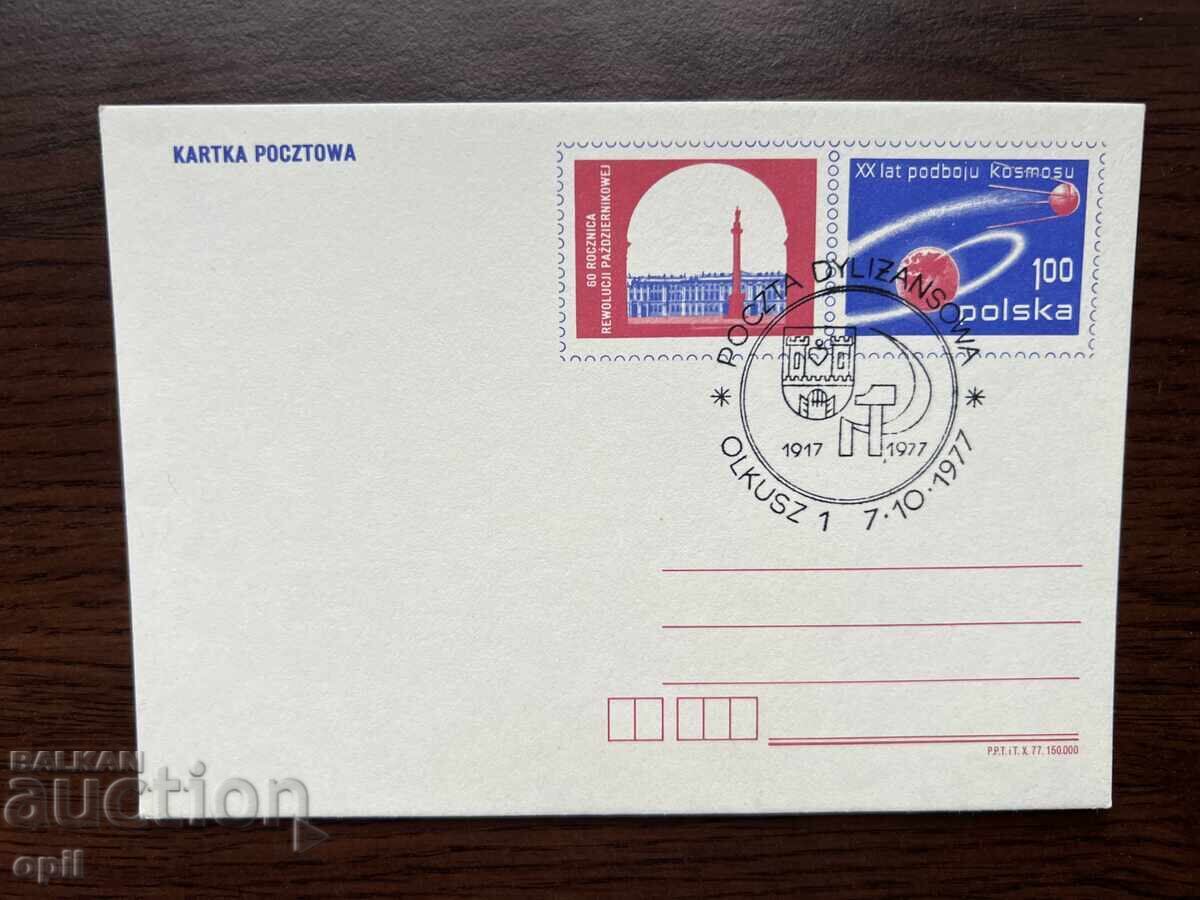 KARTKA POCZTOWA
60 ROCZNICA
REWOLUCJI PAŹDZIERNIKOWEJ
XX lat podboju Kosmosu
1,00
polska
* POCZTA DYLIŻANSOWA *
1917 1977
OLKUSZ 1 7·10·1977
P.P.T. i T. X. 77. 150.000
BALKAN
auction
opil